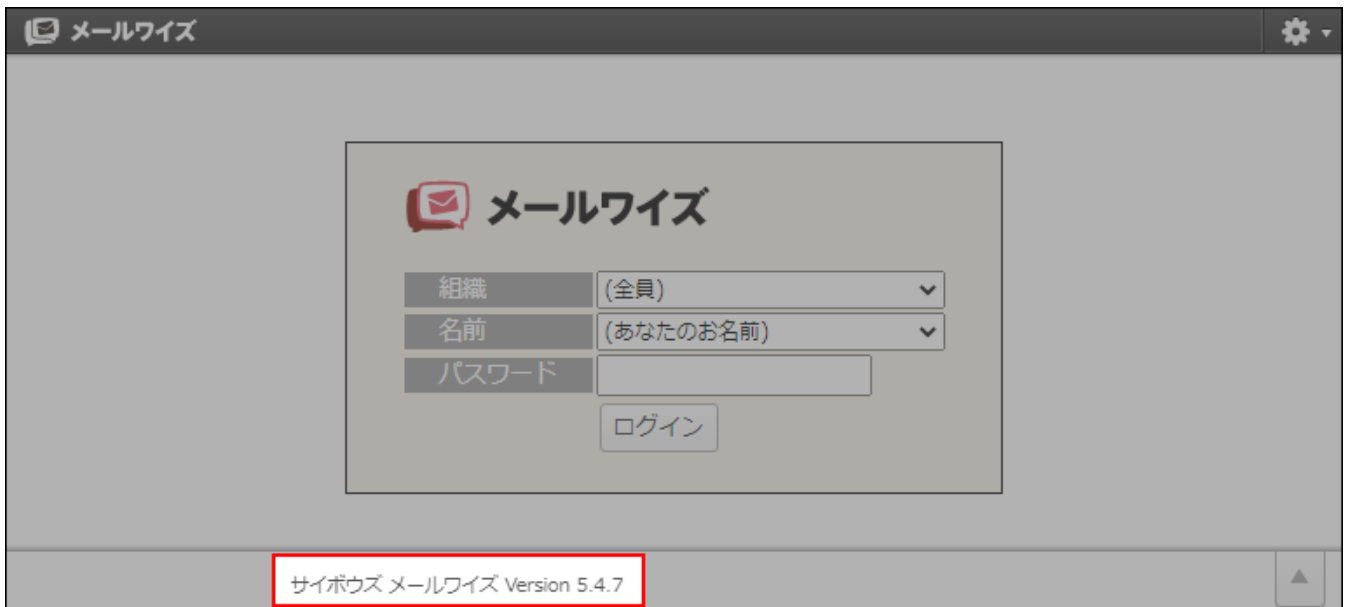 メールワイズ
メールワイズ
組織 (全員)
名前 (あなたのお名前)
パスワード
ログイン
サイボウズ メールワイズ Version 5.4.7